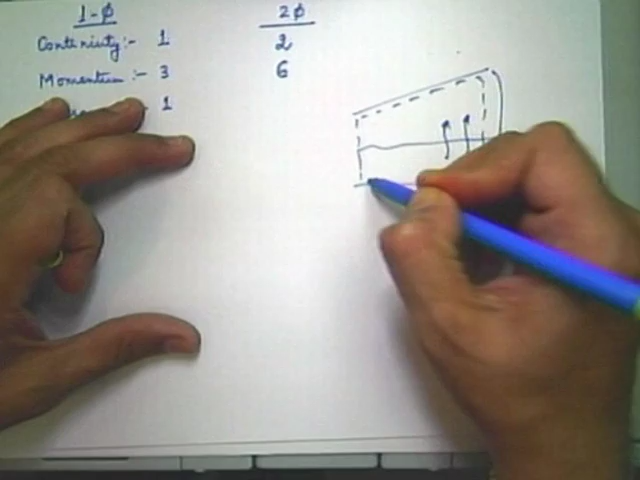 1-ϕ 2ϕ
Continuity:- 1 2
Momentum:- 3 6
1